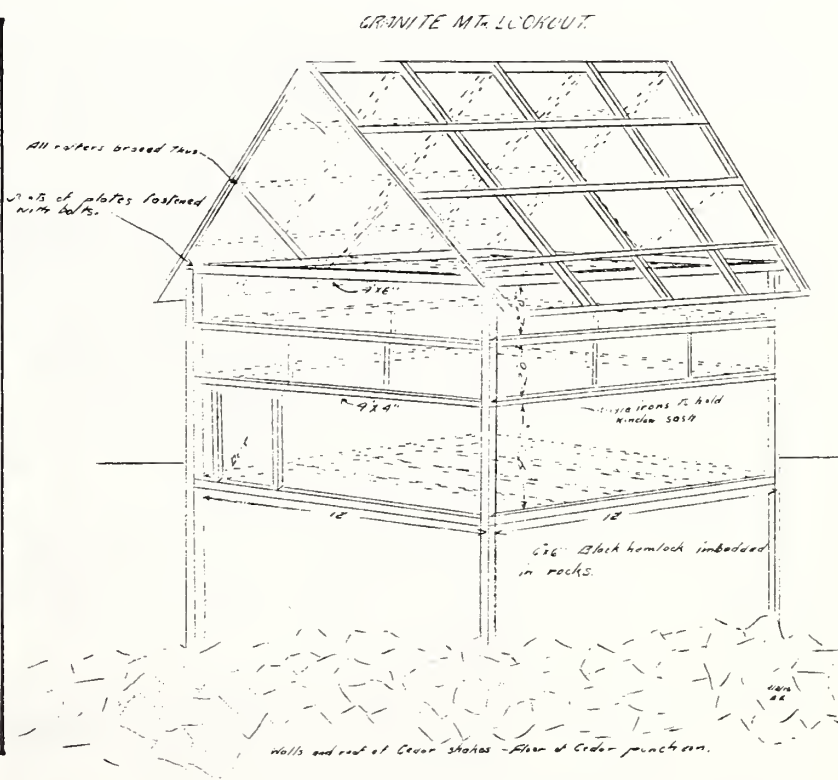 GRANITE MT. LOOKOUT.
All rafters braced thus
of plates fastened
with bolts.
4"x6"
4"x4"
irons to hold
window sash
12
12
6"x6" Black hemlock imbedded
in rocks.
Walls and roof of Cedar shakes - Floor of Cedar puncheon.